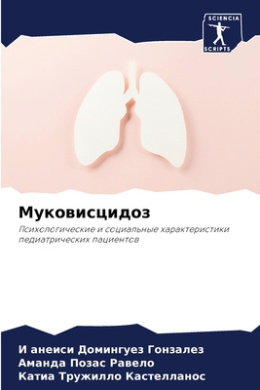 SCIENCIA
SCRIPTS
Муковисцидоз
Психологические и социальные характеристики
педиатрических пациентов
И анеиси Домингуез Гонзалез
Аманда Позас Равело
Катиа Тружилло Кастелланос